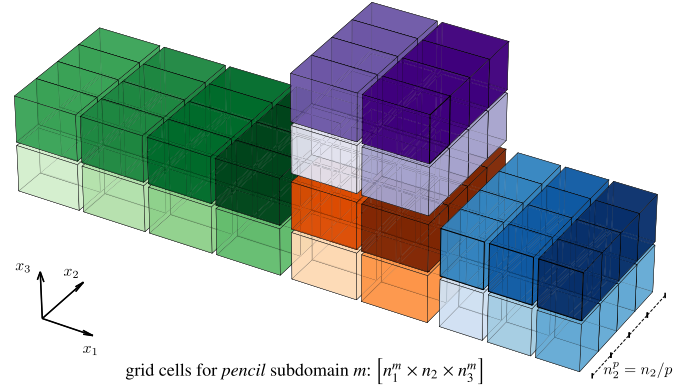 x₃
x₂
x₁
n₂ᵖ = n₂/p
grid cells for pencil subdomain m: [n₁ᵐ × n₂ × n₃ᵐ]